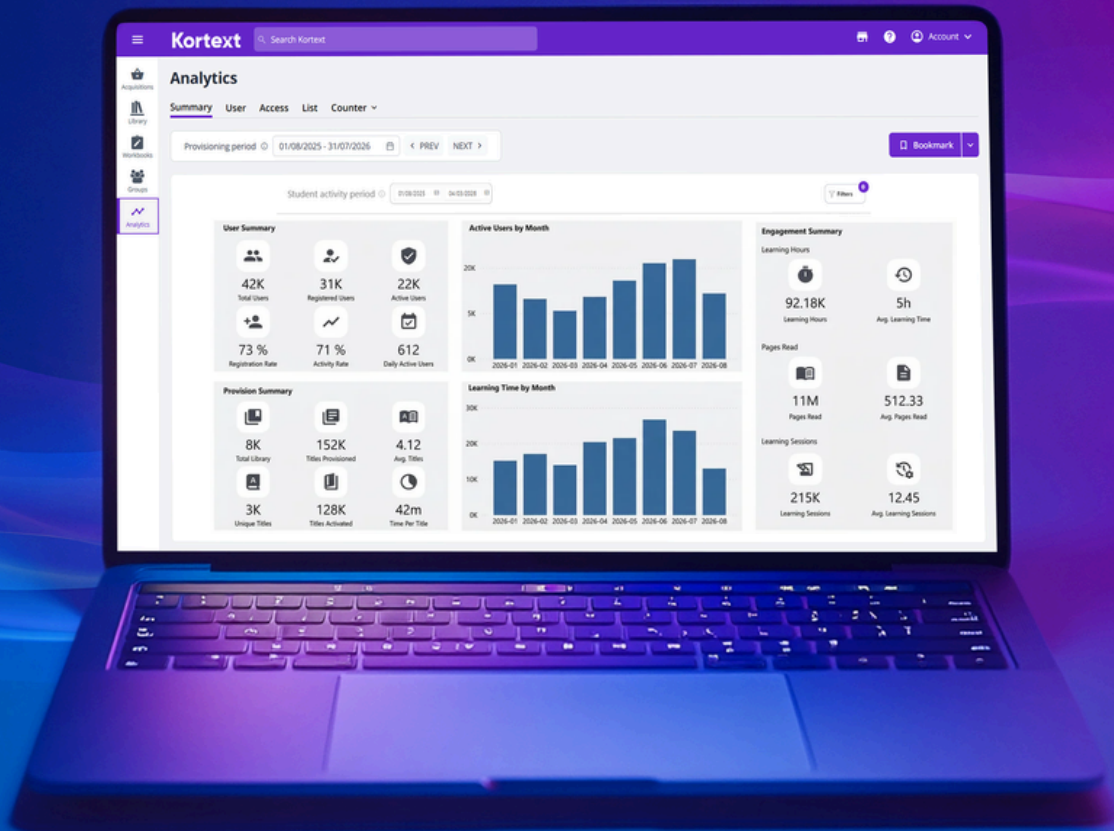 Kortext
Search Kortext
Account
Acquisitions
Library
Workbooks
Groups
Analytics
Analytics
Summary User Access List Counter
Provisioning period 01/08/2025 - 31/07/2026 PREV NEXT
Bookmark
Student activity period 01/08/2025
Filters
User Summary
42K 31K 22K
Total Users Registered Users Active Users
73 % 71 % 612
Registration Rate Activity Rate Daily Active Users
Active Users by Month
20K
5K
0K
2026-01 2026-02 2026-03 2026-04 2026-05 2026-06 2026-07 2026-08
Engagement Summary
Learning Hours
92.18K 5h
Learning Hours Avg. Learning Time
Pages Read
11M 512.33
Pages Read Avg. Pages Read
Learning Sessions
215K 12.45
Learning Sessions Avg. Learning Sessions
Provision Summary
8K 152K 4.12
Total Library Titles Provisioned Avg. Titles
3K 128K 42m
Unique Titles Titles Activated Time Per Title
Learning Time by Month
30K
20K
10K
0K
2026-01 2026-02 2026-03 2026-04 2026-05 2026-06 2026-07 2026-08